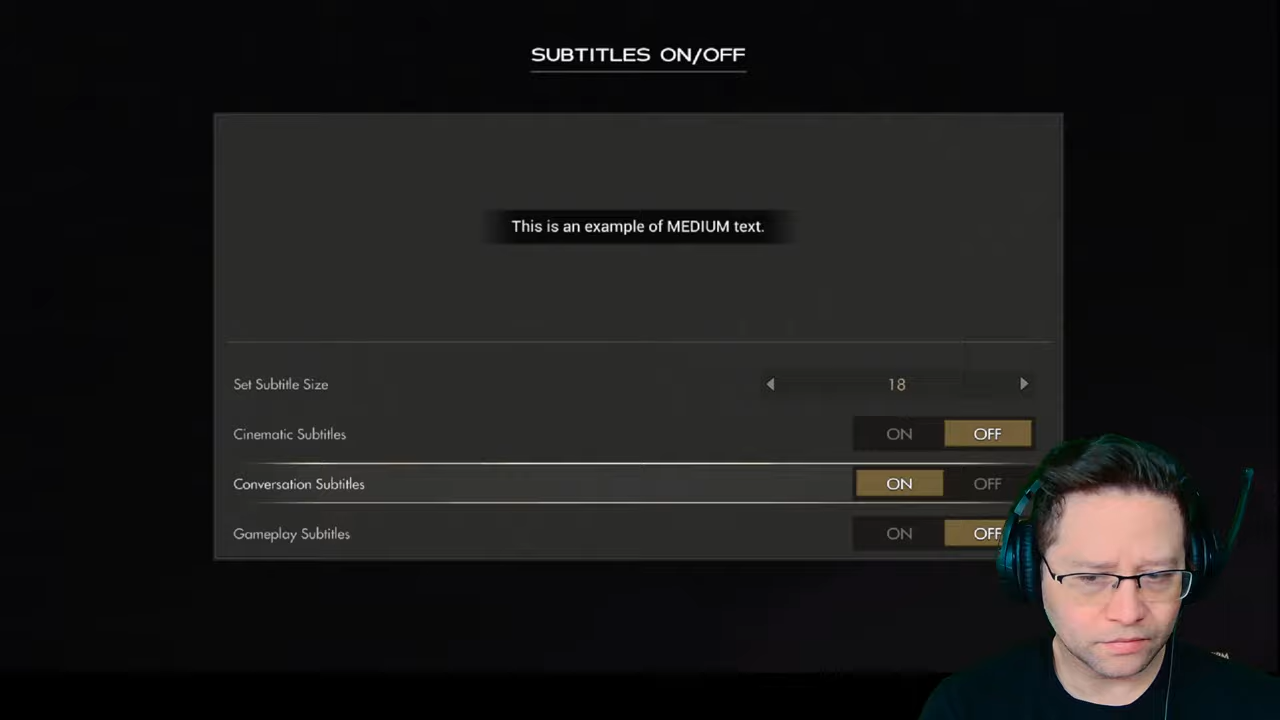 SUBTITLES ON/OFF
This is an example of MEDIUM text.
Set Subtitle Size 18
Cinematic Subtitles ON OFF
Conversation Subtitles ON OFF
Gameplay Subtitles ON OFF